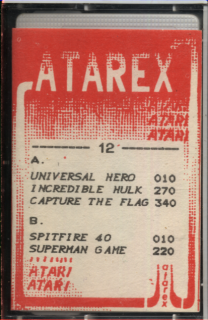 ATAREX
ATARI
ATARI
ATARI
12
A.
UNIVERSAL HERO 010
INCREDIBLE HULK 270
CAPTURE THE FLAG 340
B.
SPITFIRE 40 010
SUPERMAN GAME 220
ATARI
ATARI
atarex